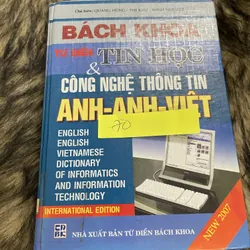 BÁCH KHOA
TIN HỌC
&
CÔNG NGHỆ THÔNG TIN
ANH-ANH-VIỆT
70
ENGLISH
ENGLISH
VIETNAMESE
DICTIONARY
OF INFORMATICS
AND INFORMATION
TECHNOLOGY
INTERNATIONAL EDITION
NEW 2007
NHÀ XUẤT BẢN TỪ ĐIỂN BÁCH KHOA